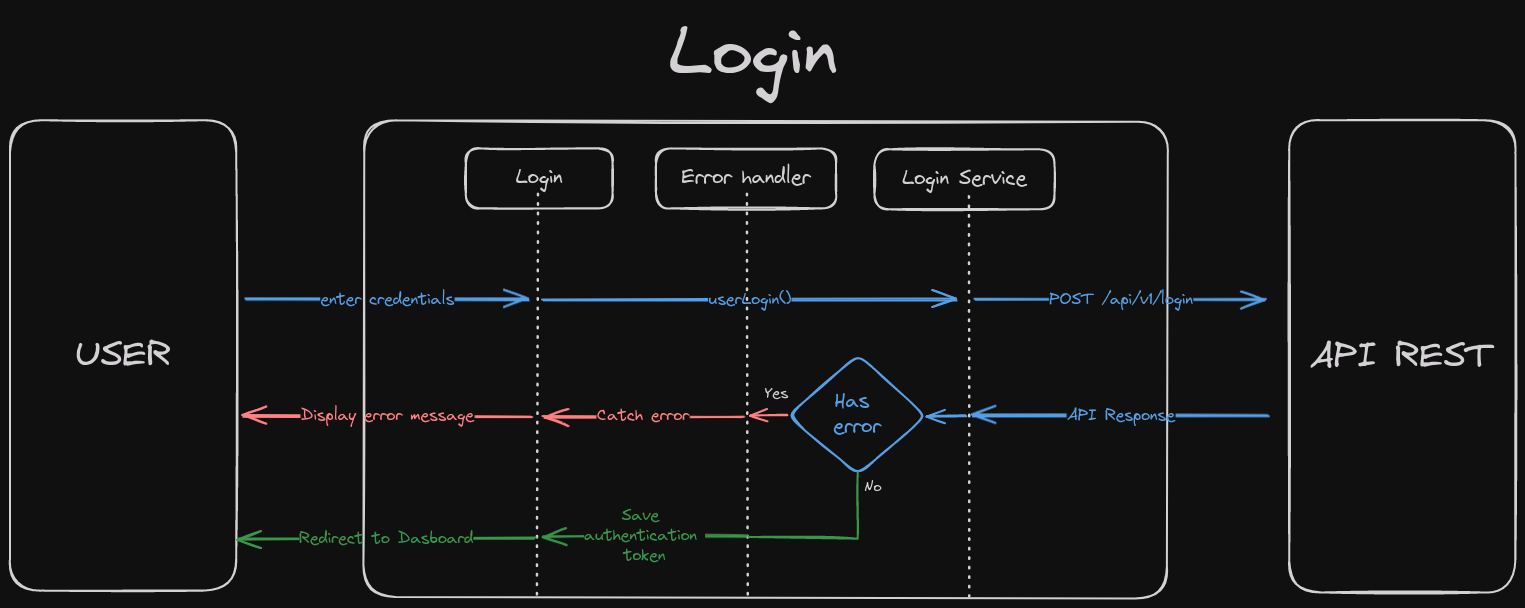 Login
Login
Error handler
Login Service
enter credentials
userLogin()
POST /api/v1/login
USER
API REST
Yes
Has
error
Display error message
Catch error
API Response
No
Save
authentication
token
Redirect to Dasboard